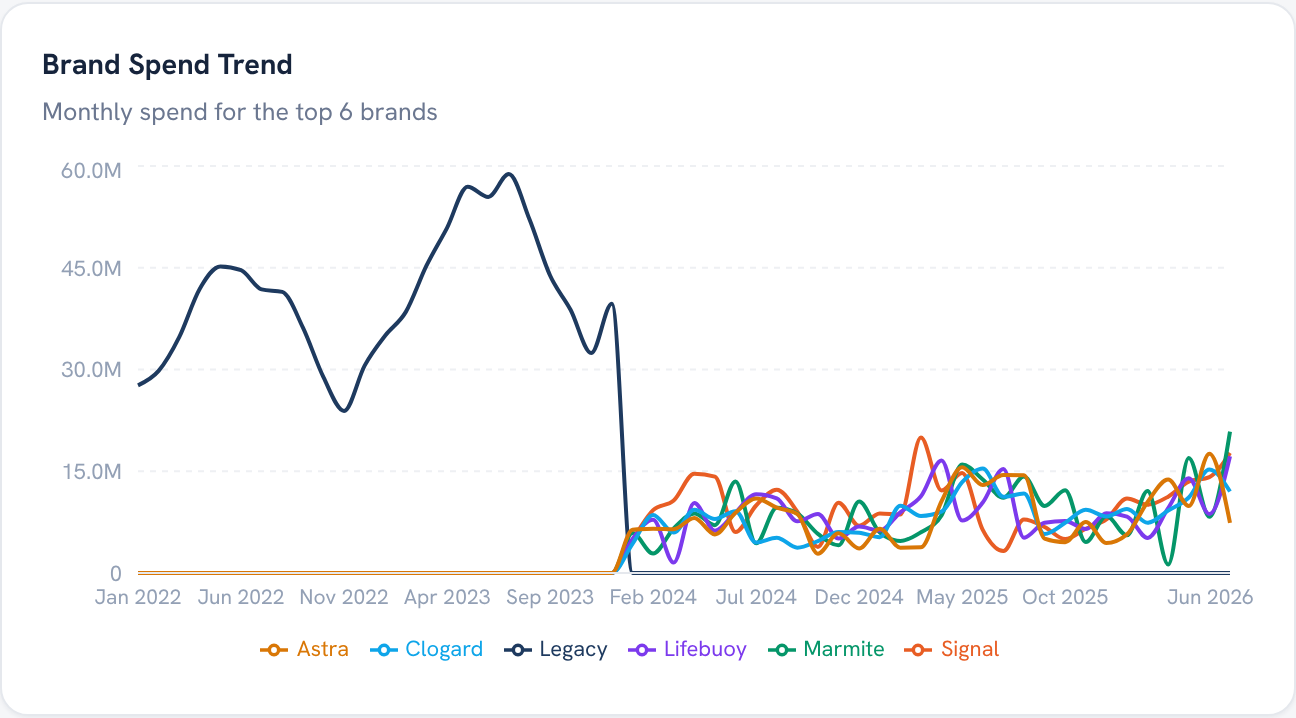 Brand Spend Trend
Monthly spend for the top 6 brands
60.0M
45.0M
30.0M
15.0M
0
Jan 2022 Jun 2022 Nov 2022 Apr 2023 Sep 2023 Feb 2024 Jul 2024 Dec 2024 May 2025 Oct 2025 Jun 2026
Astra Clogard Legacy Lifebuoy Marmite Signal